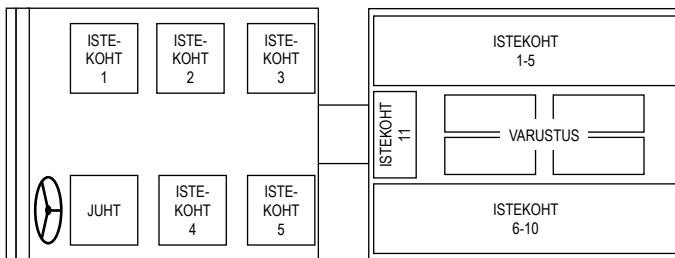 ISTE-
KOHT
1
ISTE-
KOHT
2
ISTE-
KOHT
3
JUHT
ISTE-
KOHT
4
ISTE-
KOHT
5
ISTEKOHT
1-5
ISTEKOHT
11
VARUSTUS
ISTEKOHT
6-10